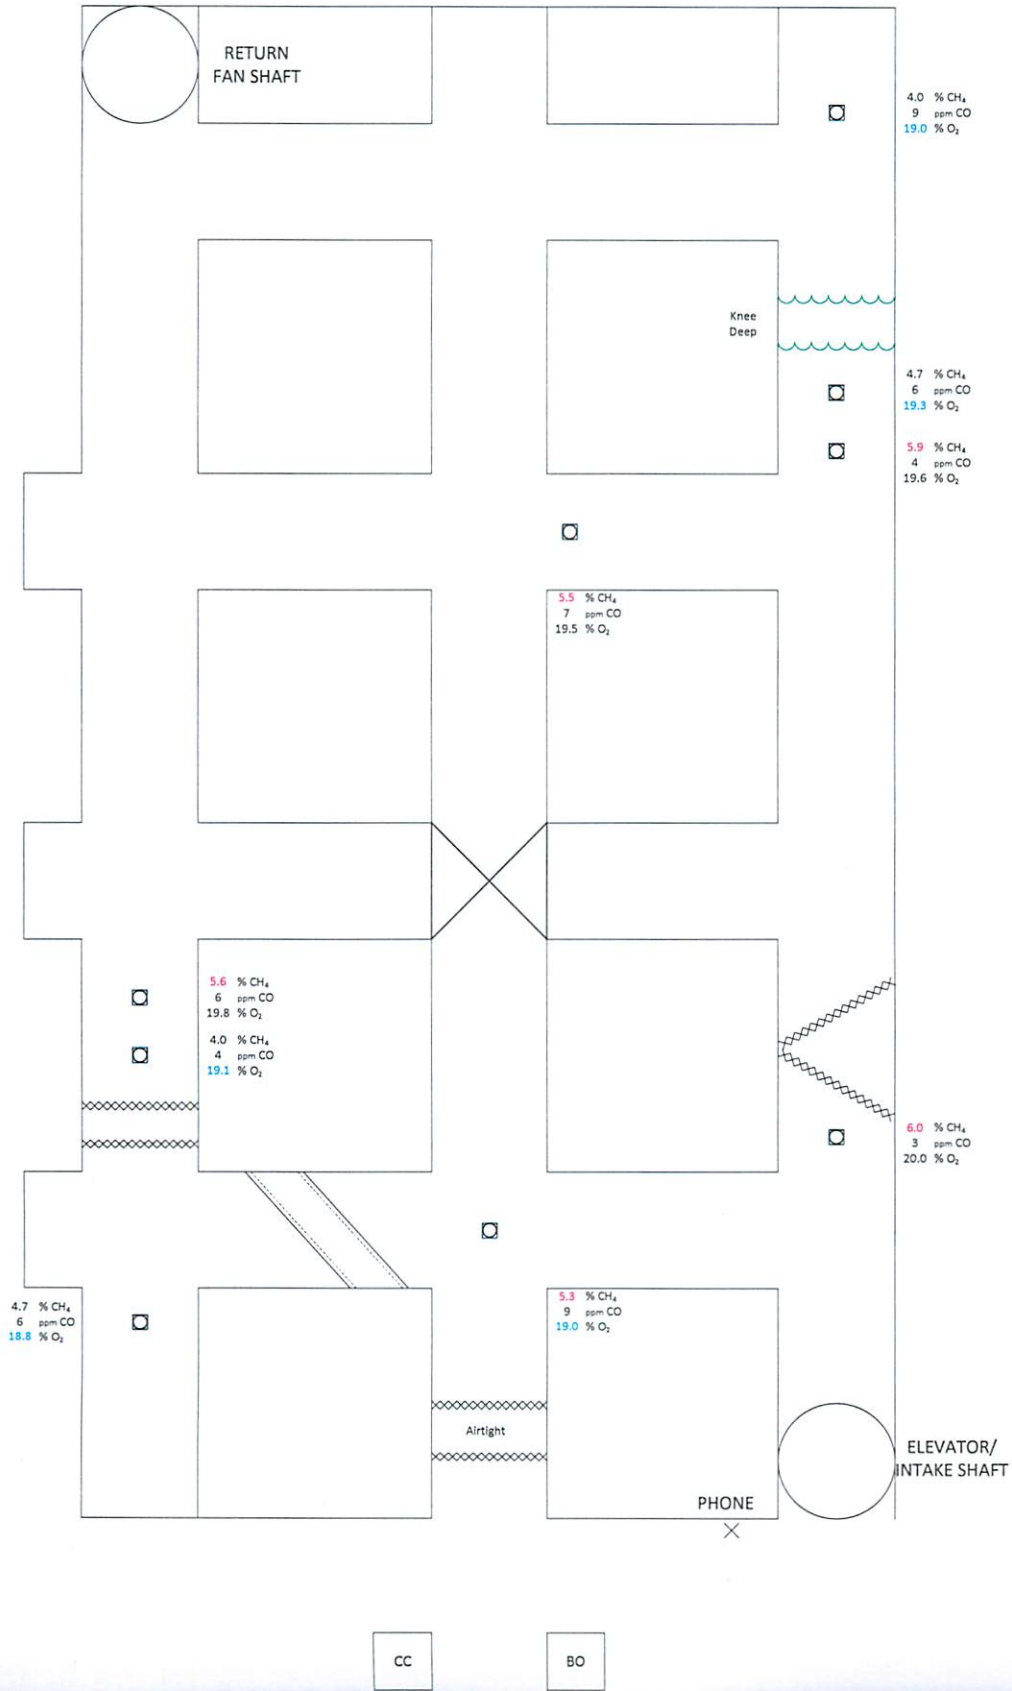 RETURN
FAN SHAFT
4.0 % CH₄
9 ppm CO
19.0 % O₂
Knee
Deep
4.7 % CH₄
6 ppm CO
19.3 % O₂
5.9 % CH₄
4 ppm CO
19.6 % O₂
5.5 % CH₄
7 ppm CO
19.5 % O₂
5.6 % CH₄
6 ppm CO
19.8 % O₂
4.0 % CH₄
4 ppm CO
19.1 % O₂
6.0 % CH₄
3 ppm CO
20.0 % O₂
4.7 % CH₄
6 ppm CO
18.8 % O₂
5.3 % CH₄
9 ppm CO
19.0 % O₂
Airtight
ELEVATOR/
INTAKE SHAFT
PHONE
CC
BO